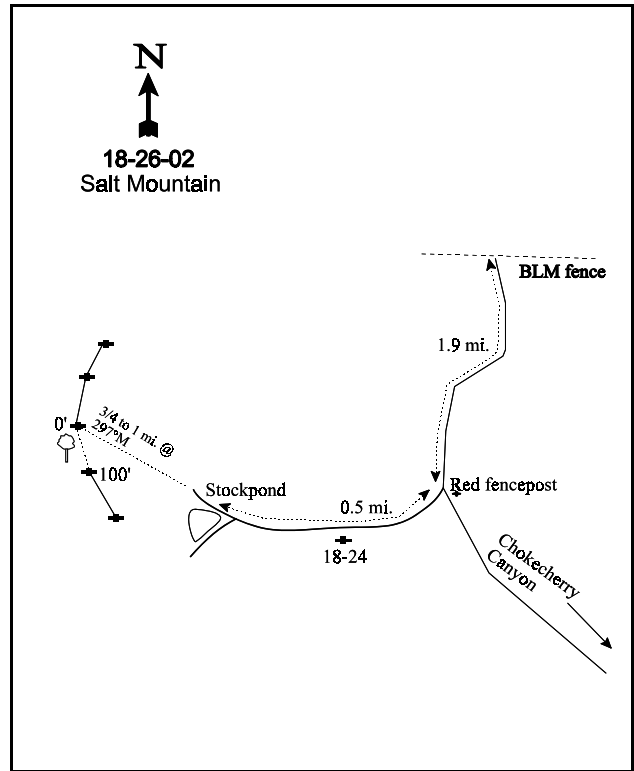 N
18-26-02
Salt Mountain
BLM fence
1.9 mi.
0'
3/4 to 1 mi. @
297°M
100'
Stockpond
0.5 mi.
Red fencepost
18-24
Chokecherry
Canyon